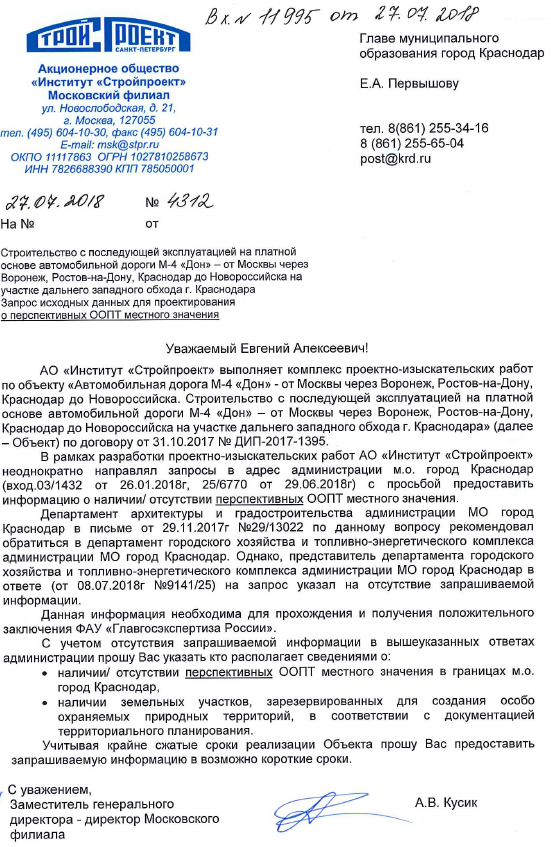 Вх. N 11995 от 27.07.2018
СТРОЙПРОЕКТ
САНКТ-ПЕТЕРБУРГ
Акционерное общество
«Институт «Стройпроект»
Московский филиал
ул. Новослободская, д. 21,
г. Москва, 127055
тел. (495) 604-10-30, факс (495) 604-10-31
E-mail: msk@stpr.ru
ОКПО 11117863 ОГРН 1027810258673
ИНН 7826688390 КПП 785050001
Главе муниципального
образования город Краснодар
Е.А. Первышову
тел. 8(861) 255-34-16
8 (861) 255-65-04
post@krd.ru
27.07.2018 № 4312
На № от
Строительство с последующей эксплуатацией на платной
основе автомобильной дороги М-4 «Дон» – от Москвы через
Воронеж, Ростов-на-Дону, Краснодар до Новороссийска на
участке дальнего западного обхода г. Краснодара
Запрос исходных данных для проектирования
о перспективных ООПТ местного значения
Уважаемый Евгений Алексеевич!
АО «Институт «Стройпроект» выполняет комплекс проектно-изыскательских работ
по объекту «Автомобильная дорога М-4 «Дон» - от Москвы через Воронеж, Ростов-на-Дону,
Краснодар до Новороссийска. Строительство с последующей эксплуатацией на платной
основе автомобильной дороги М-4 «Дон» – от Москвы через Воронеж, Ростов-на-Дону,
Краснодар до Новороссийска на участке дальнего западного обхода г. Краснодара» (далее
– Объект) по договору от 31.10.2017 № ДИП-2017-1395.
В рамках разработки проектно-изыскательских работ АО «Институт «Стройпроект»
неоднократно направлял запросы в адрес администрации м.о. город Краснодар
(вход.03/1432 от 26.01.2018г, 25/6770 от 29.06.2018г) с просьбой предоставить
информацию о наличии/ отсутствии перспективных ООПТ местного значения.
Департамент архитектуры и градостроительства администрации МО город
Краснодар в письме от 29.11.2017г №29/13022 по данному вопросу рекомендовал
обратиться в департамент городского хозяйства и топливно-энергетического комплекса
администрации МО город Краснодар. Однако, представитель департамента городского
хозяйства и топливно-энергетического комплекса администрации МО город Краснодар в
ответе (от 08.07.2018г №9141/25) на запрос указал на отсутствие запрашиваемой
информации.
Данная информация необходима для прохождения и получения положительного
заключения ФАУ «Главгосэкспертиза России».
С учетом отсутствия запрашиваемой информации в вышеуказанных ответах
администрации прошу Вас указать кто располагает сведениями о:
• наличии/ отсутствии перспективных ООПТ местного значения в границах м.о.
город Краснодар,
• наличии земельных участков, зарезервированных для создания особо
охраняемых природных территорий, в соответствии с документацией
территориального планирования.
Учитывая крайне сжатые сроки реализации Объекта прошу Вас предоставить
запрашиваемую информацию в возможно короткие сроки.
С уважением,
Заместитель генерального
директора - директор Московского
филиала
А.В. Кусик